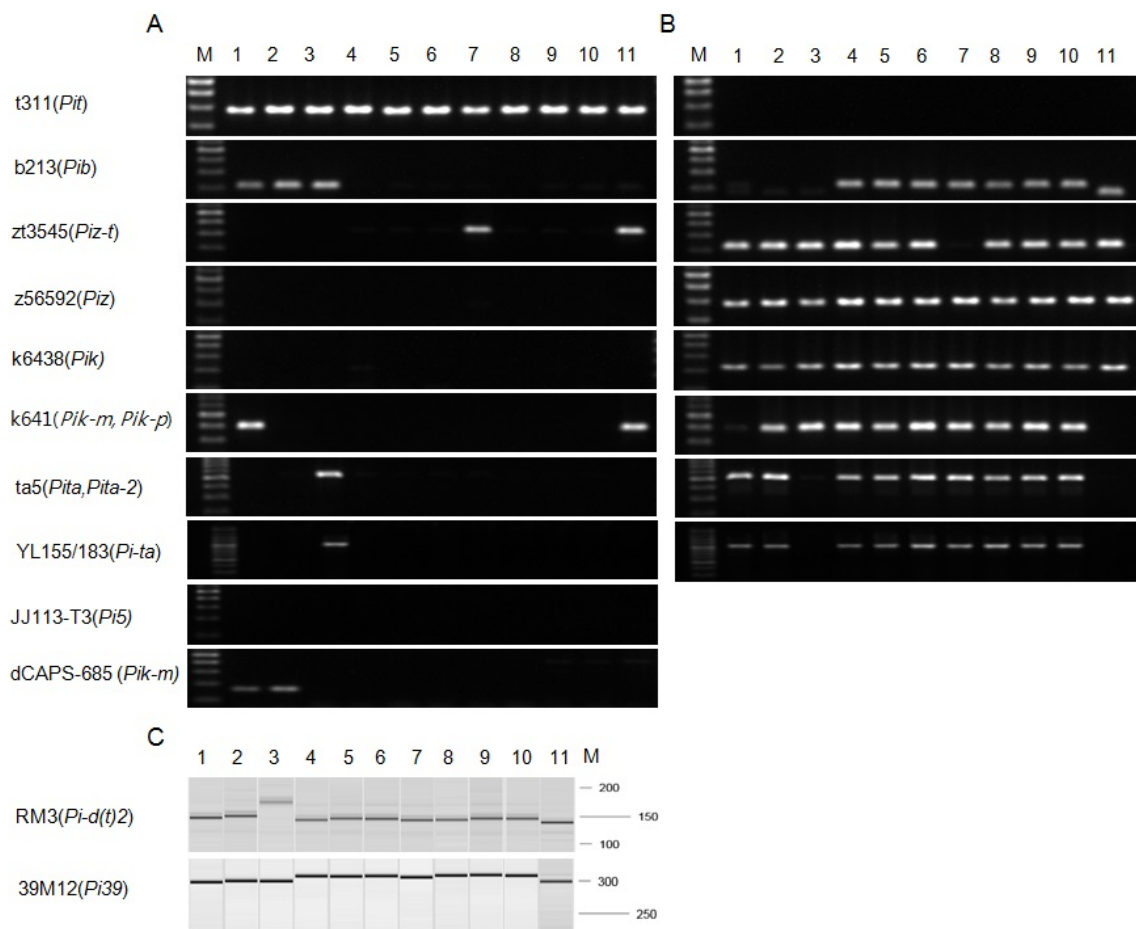 A B
M 1 2 3 4 5 6 7 8 9 10 11 M 1 2 3 4 5 6 7 8 9 10 11
t311(Pit)
b213(Pib)
zt3545(Piz-t)
z56592(Piz)
k6438(Pik)
k641(Pik-m, Pik-p)
ta5(Pita,Pita-2)
YL155/183(Pi-ta)
JJ113-T3(Pi5)
dCAPS-685 (Pik-m)
C
1 2 3 4 5 6 7 8 9 10 11 M
200
RM3(Pi-d(t)2) 150
100
39M12(Pi39) 300
250